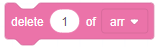 delete 1 of arr